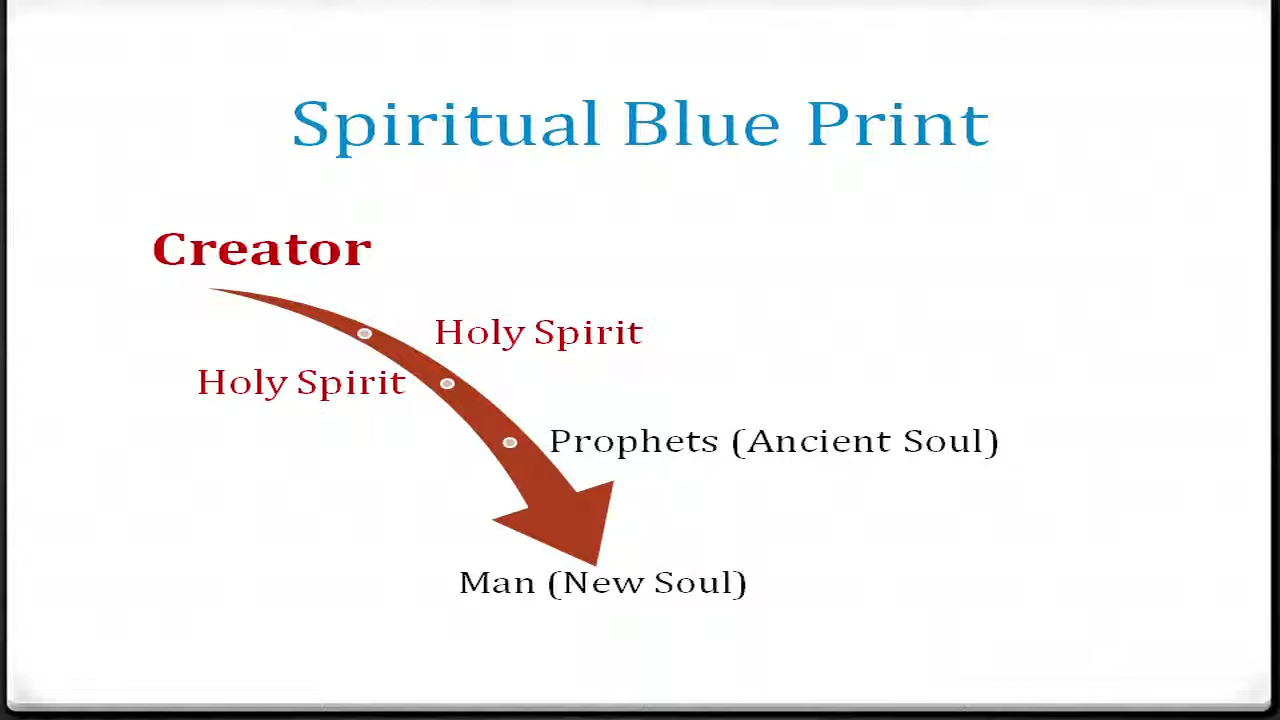 Spiritual Blue Print
Creator
Holy Spirit
Holy Spirit
Prophets (Ancient Soul)
Man (New Soul)